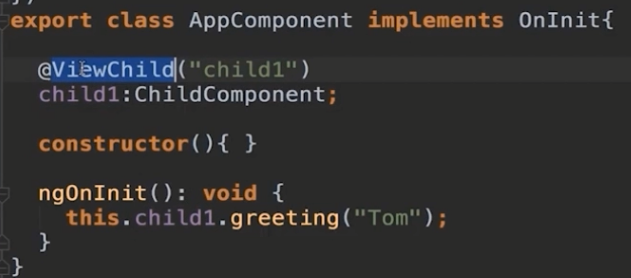 export class AppComponent implements OnInit{
@ViewChild("child1")
child1:ChildComponent;
constructor(){ }
ngOnInit(): void {
this.child1.greeting("Tom");
}
}